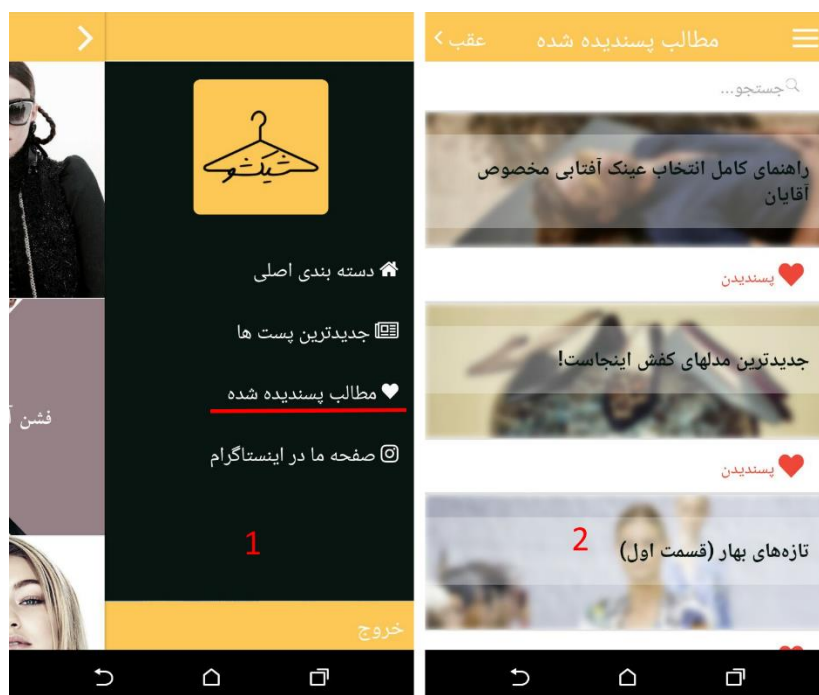 شیکشو
دسته بندی اصلی
جدیدترین پست ها
مطالب پسندیده شده
صفحه ما در اینستاگرام
1
خروج
فشن آ
مطالب پسندیده شده
عقب
جستجو...
راهنمای کامل انتخاب عینک آفتابی مخصوص
آقایان
پسندیدن
جدیدترین مدلهای کفش اینجاست!
پسندیدن
2
تازه‌های بهار (قسمت اول)